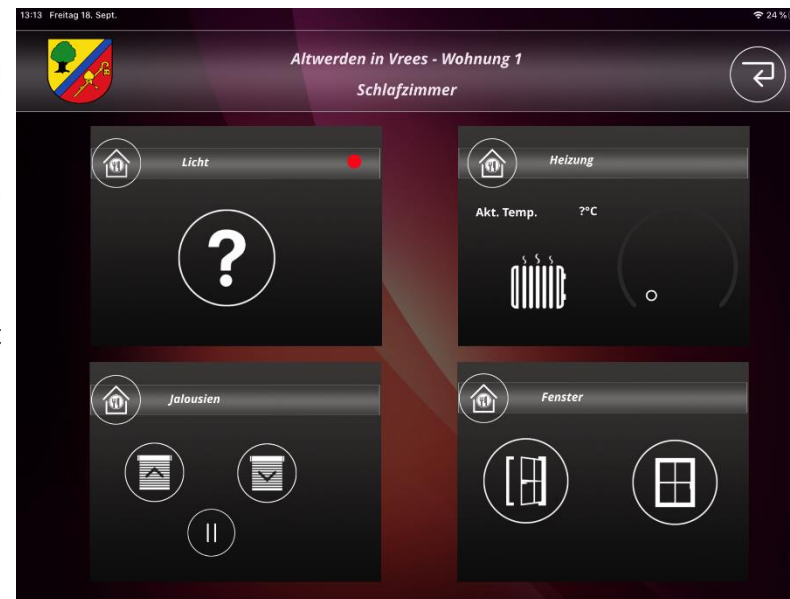 13:13 Freitag 18. Sept.
24 %
Altwerden in Vrees - Wohnung 1
Schlafzimmer
Licht
?
Heizung
Akt. Temp. ?°C
Jalousien
Fenster